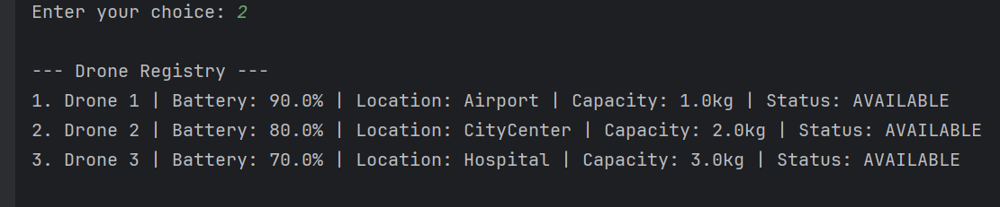 Enter your choice: 2
--- Drone Registry ---
1. Drone 1 | Battery: 90.0% | Location: Airport | Capacity: 1.0kg | Status: AVAILABLE
2. Drone 2 | Battery: 80.0% | Location: CityCenter | Capacity: 2.0kg | Status: AVAILABLE
3. Drone 3 | Battery: 70.0% | Location: Hospital | Capacity: 3.0kg | Status: AVAILABLE